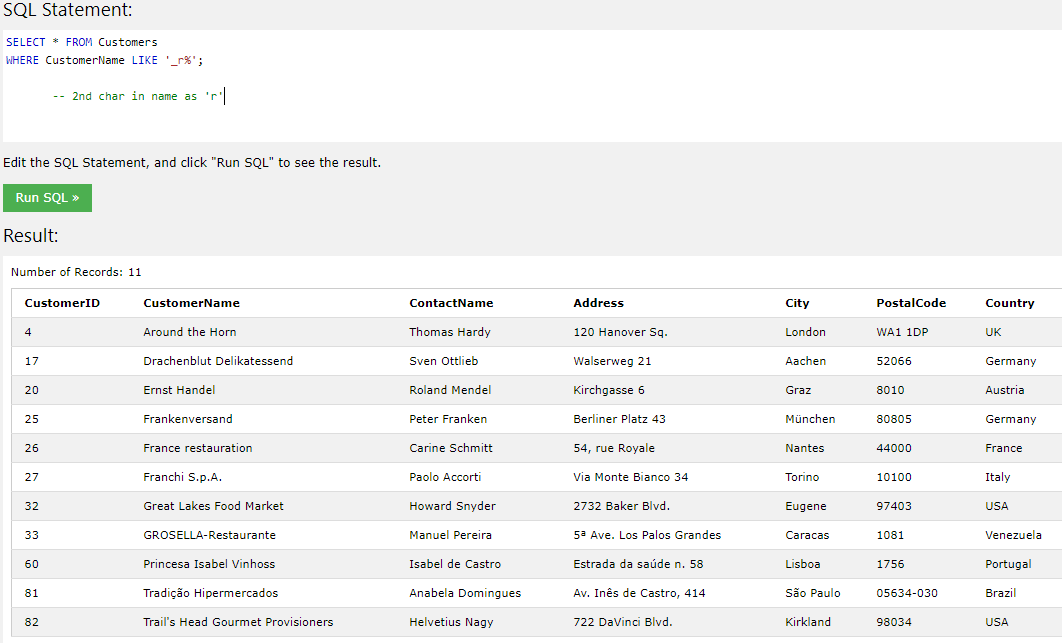 SQL Statement:
SELECT * FROM Customers
WHERE CustomerName LIKE '_r%';
-- 2nd char in name as 'r'
Edit the SQL Statement, and click "Run SQL" to see the result.
Run SQL »
Result:
Number of Records: 11
CustomerID CustomerName ContactName Address City PostalCode Country
4 Around the Horn Thomas Hardy 120 Hanover Sq. London WA1 1DP UK
17 Drachenblut Delikatessend Sven Ottlieb Walserweg 21 Aachen 52066 Germany
20 Ernst Handel Roland Mendel Kirchgasse 6 Graz 8010 Austria
25 Frankenversand Peter Franken Berliner Platz 43 München 80805 Germany
26 France restauration Carine Schmitt 54, rue Royale Nantes 44000 France
27 Franchi S.p.A. Paolo Accorti Via Monte Bianco 34 Torino 10100 Italy
32 Great Lakes Food Market Howard Snyder 2732 Baker Blvd. Eugene 97403 USA
33 GROSELLA-Restaurante Manuel Pereira 5ª Ave. Los Palos Grandes Caracas 1081 Venezuela
60 Princesa Isabel Vinhoss Isabel de Castro Estrada da saúde n. 58 Lisboa 1756 Portugal
81 Tradição Hipermercados Anabela Domingues Av. Inês de Castro, 414 São Paulo 05634-030 Brazil
82 Trail's Head Gourmet Provisioners Helvetius Nagy 722 DaVinci Blvd. Kirkland 98034 USA